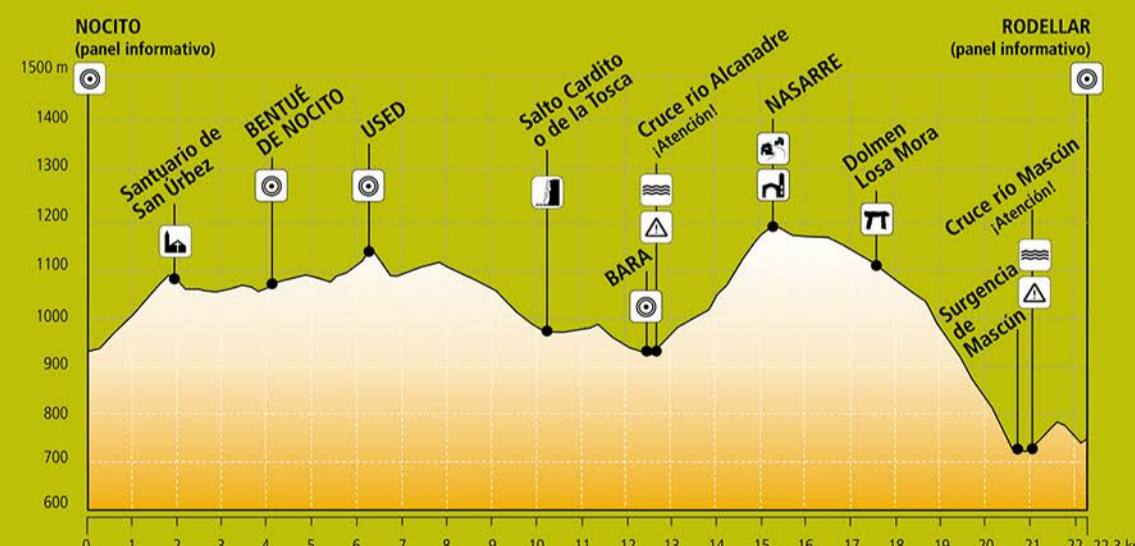 NOCITO
(panel informativo)
RODELLAR
(panel informativo)
1500 m
1400
1300
1200
1100
1000
900
800
700
600
Santuario de
San Úrbez
BENTUÉ
DE NOCITO
USED
Salto Cardito
o de la Tosca
BARA
Cruce río Alcanadre
¡Atención!
NASARRE
Dolmen
Losa Mora
Surgencia
de
Mascún
Cruce río Mascún
¡Atención!
0 1 2 3 4 5 6 7 8 9 10 11 12 13 14 15 16 17 18 19 20 21 22 22,3 km